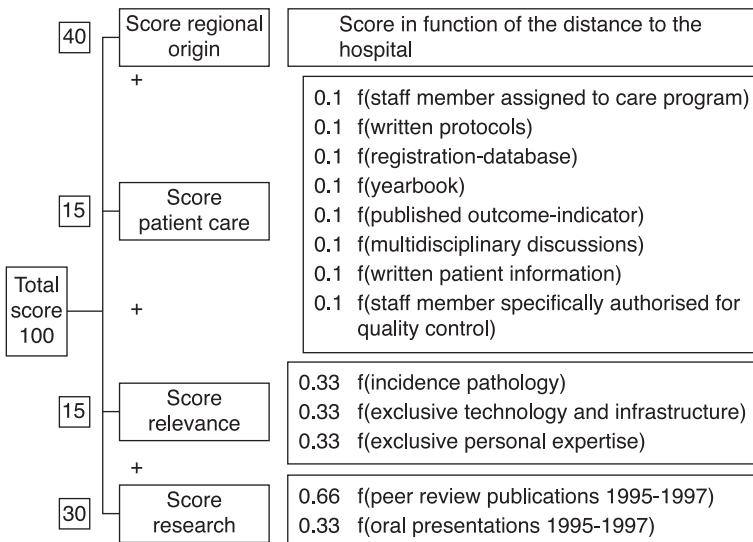 40
Score regional
origin
Score in function of the distance to the
hospital
+
15
Score
patient care
0.1 f(staff member assigned to care program)
0.1 f(written protocols)
0.1 f(registration-database)
0.1 f(yearbook)
0.1 f(published outcome-indicator)
0.1 f(multidisciplinary discussions)
0.1 f(written patient information)
0.1 f(staff member specifically authorised for
quality control)
Total
score
100
+
15
Score
relevance
0.33 f(incidence pathology)
0.33 f(exclusive technology and infrastructure)
0.33 f(exclusive personal expertise)
+
30
Score
research
0.66 f(peer review publications 1995-1997)
0.33 f(oral presentations 1995-1997)